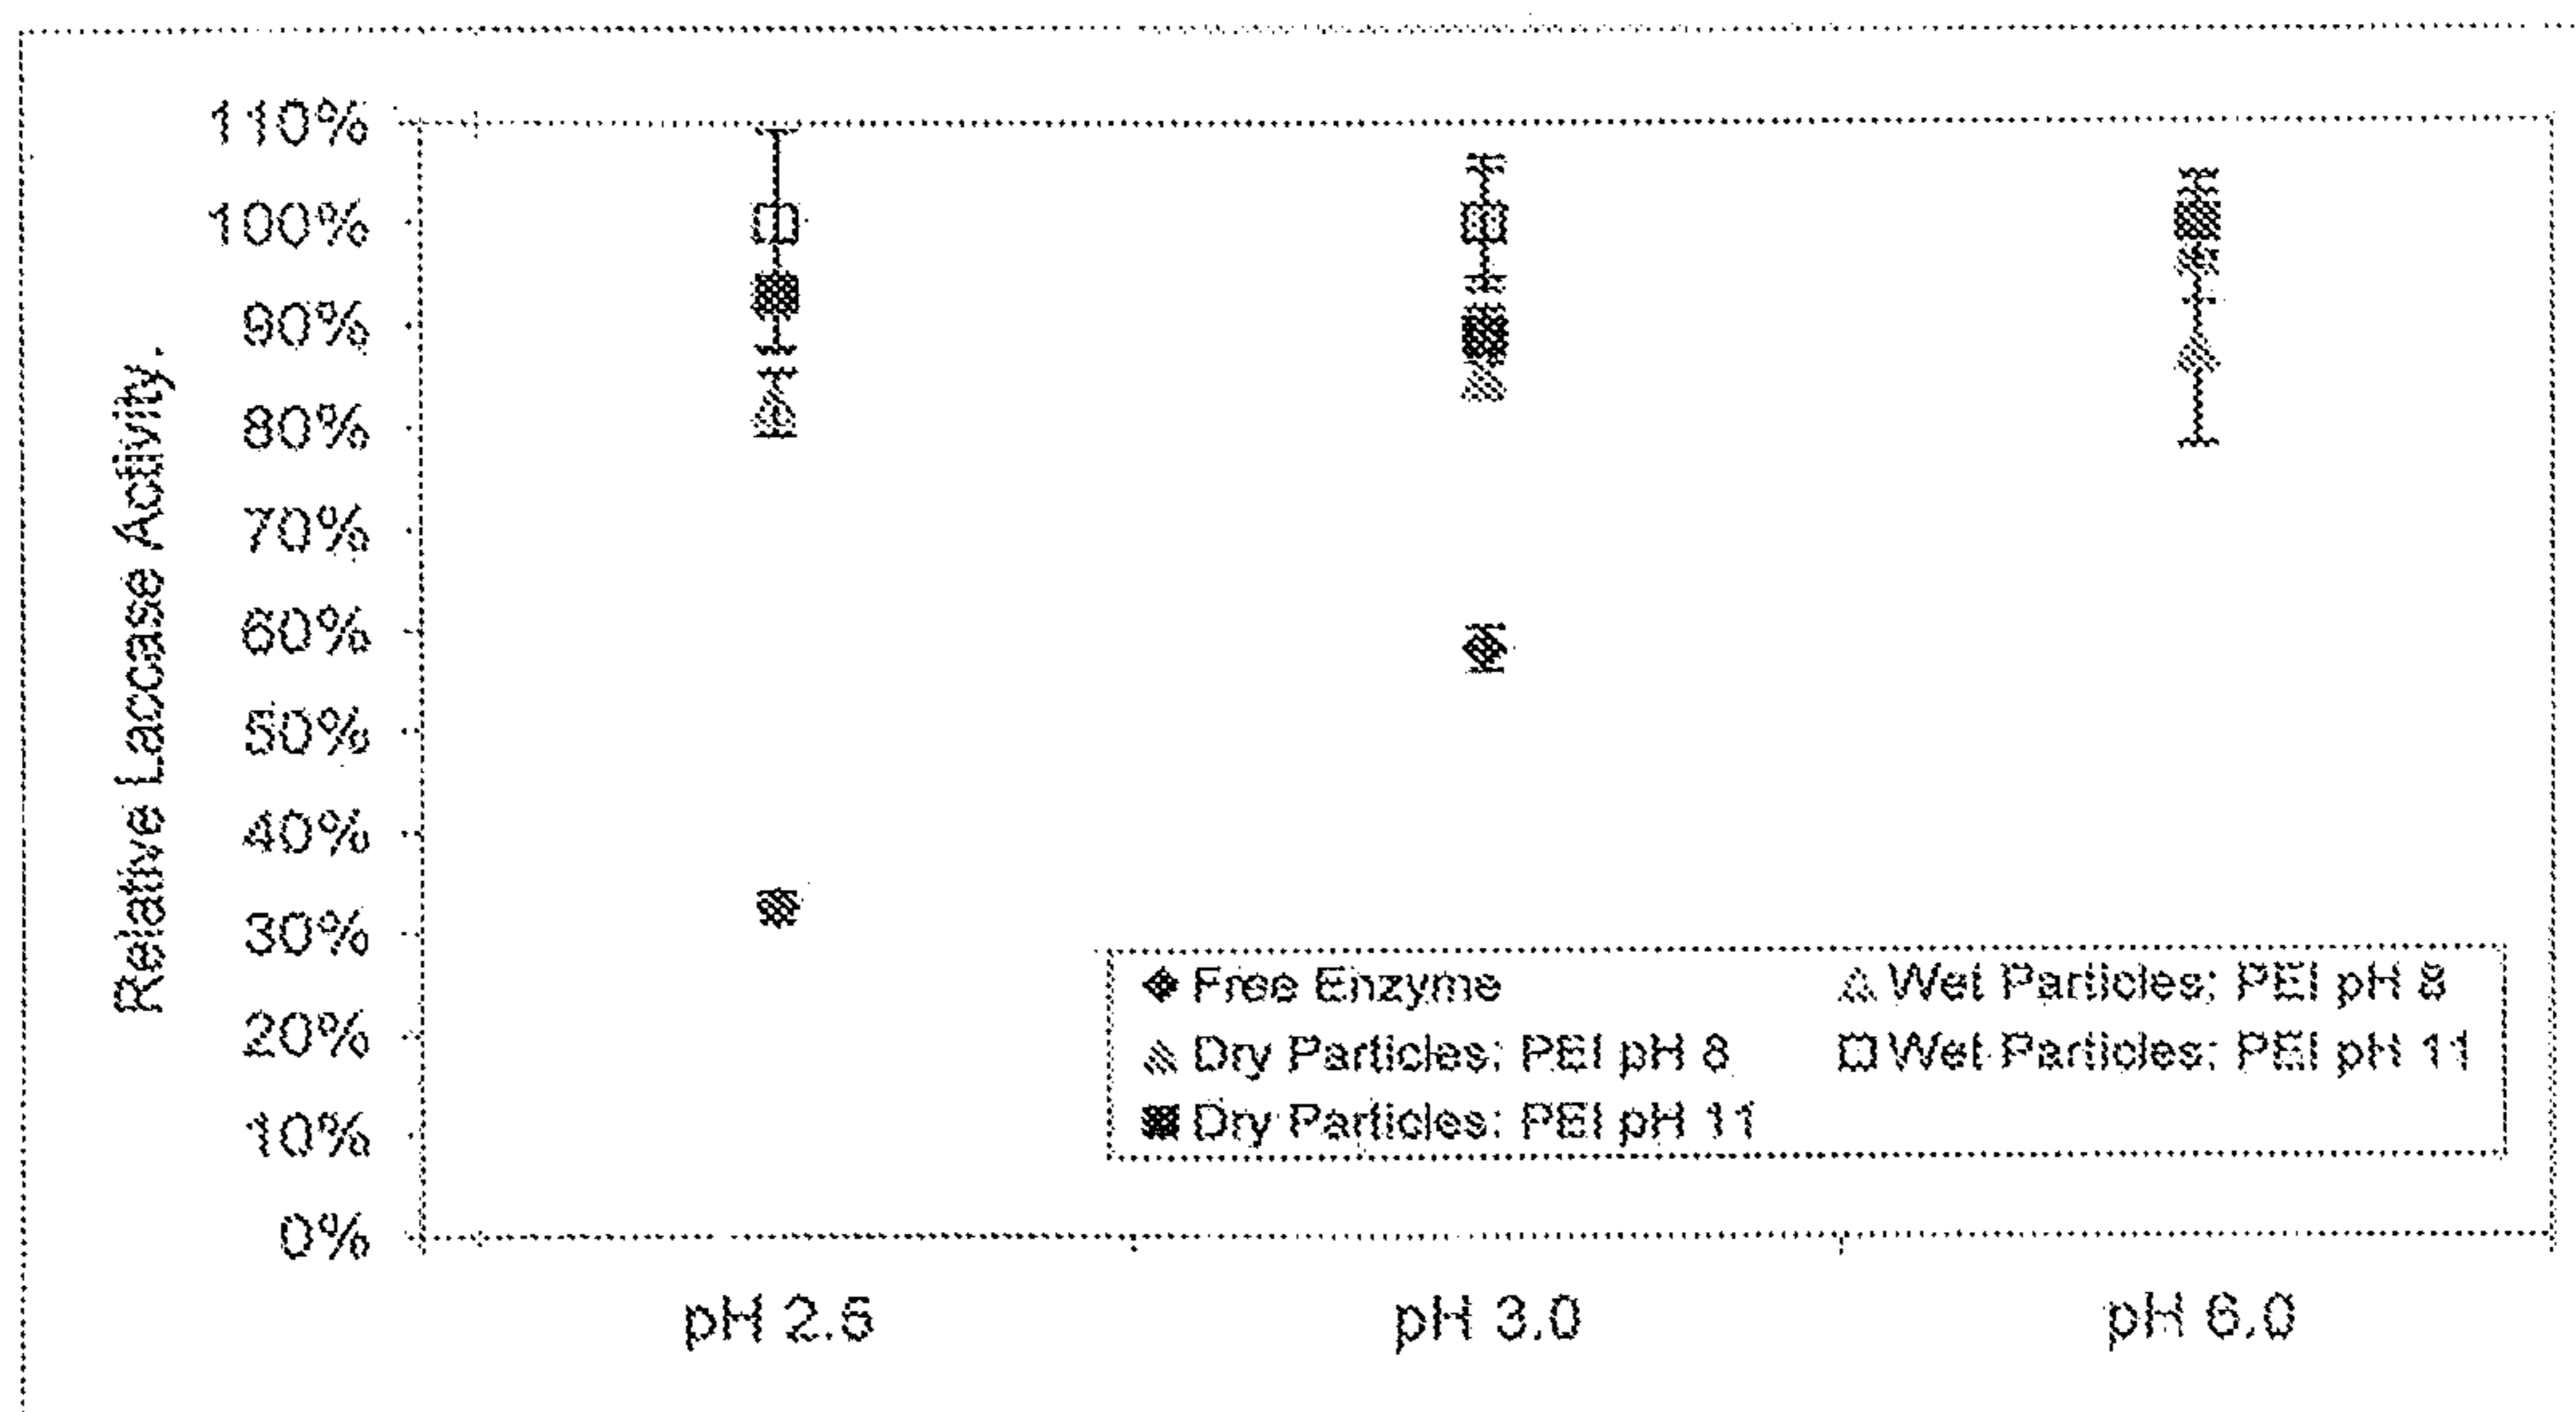 110%
100%
90%
80%
70%
60%
50%
40%
30%
20%
10%
0%
Relative Laccase Activity.
Free Enzyme
Wet Particles; PEI pH 8
Dry Particles; PEI pH 8
Wet Particles; PEI pH 11
Dry Particles; PEI pH 11
pH 2.5
pH 3.0
pH 6.0